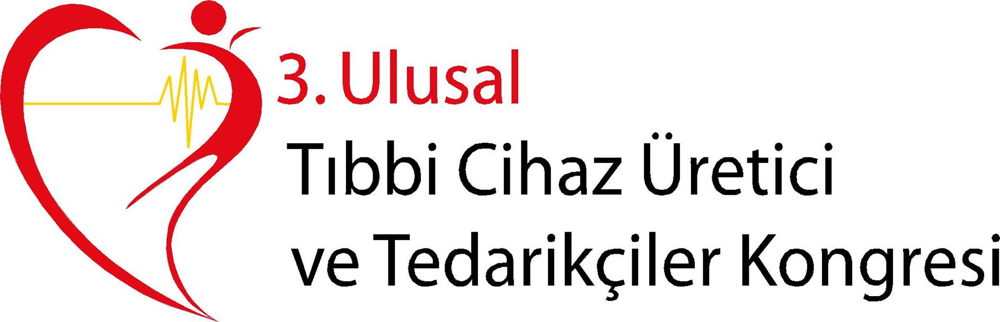 3. Ulusal
Tıbbi Cihaz Üretici
ve Tedarikçiler Kongresi